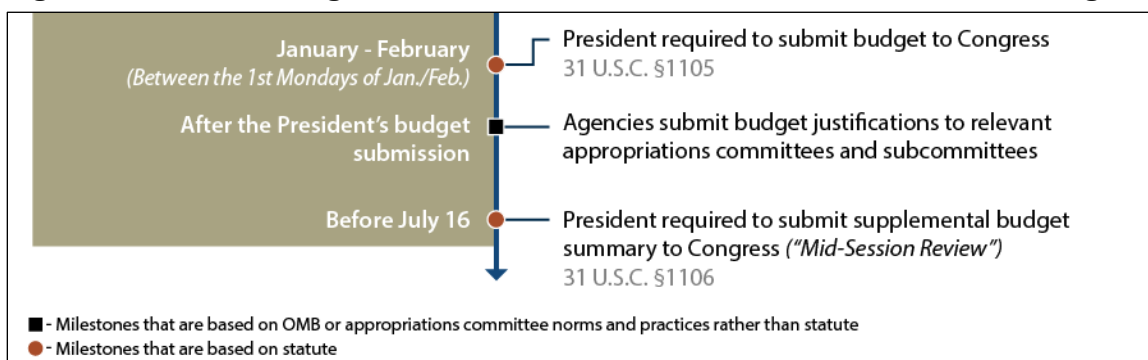 January - February
(Between the 1st Mondays of Jan./Feb.)
President required to submit budget to Congress
31 U.S.C. §1105
After the President's budget
submission
Agencies submit budget justifications to relevant
appropriations committees and subcommittees
Before July 16
President required to submit supplemental budget
summary to Congress ("Mid-Session Review")
31 U.S.C. §1106
- Milestones that are based on OMB or appropriations committee norms and practices rather than statute
- Milestones that are based on statute